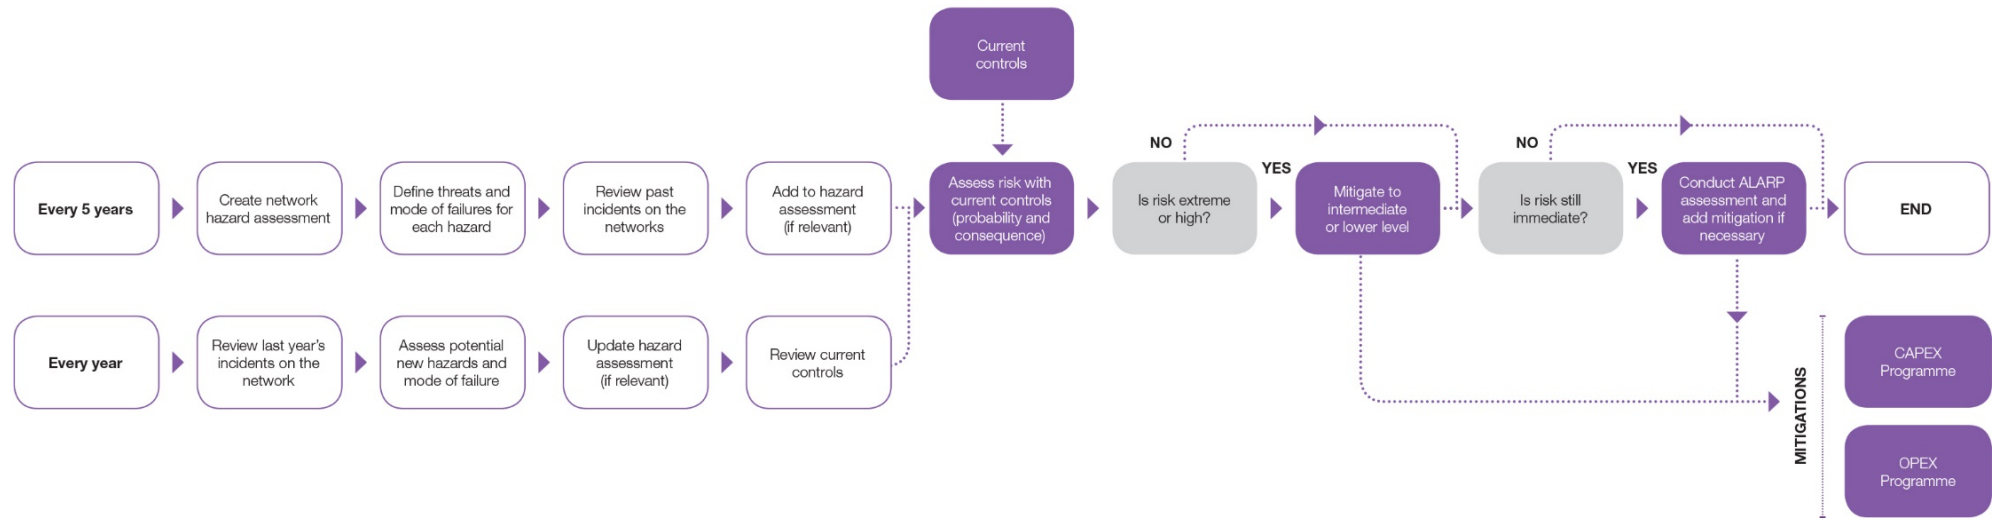 Current
controls
Every 5 years
Create network
hazard assessment
Define threats and
mode of failures for
each hazard
Review past
incidents on the
networks
Add to hazard
assessment
(if relevant)
Assess risk with
current controls
(probability and
consequence)
NO
Is risk extreme
or high?
YES
Mitigate to
intermediate
or lower level
NO
Is risk still
immediate?
YES
Conduct ALARP
assessment and
add mitigation if
necessary
END
Every year
Review last year’s
incidents on the
network
Assess potential
new hazards and
mode of failure
Update hazard
assessment
(if relevant)
Review current
controls
MITIGATIONS
CAPEX
Programme
OPEX
Programme